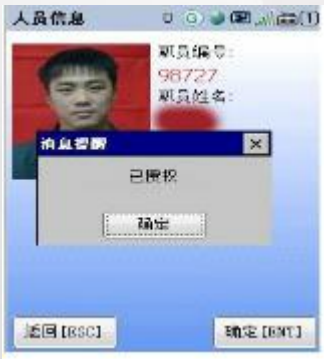 人员信息
(1)
职员编号:
98727
职员姓名:
消息提醒
已授权
确定
返回[ESC]
确定[ENT]